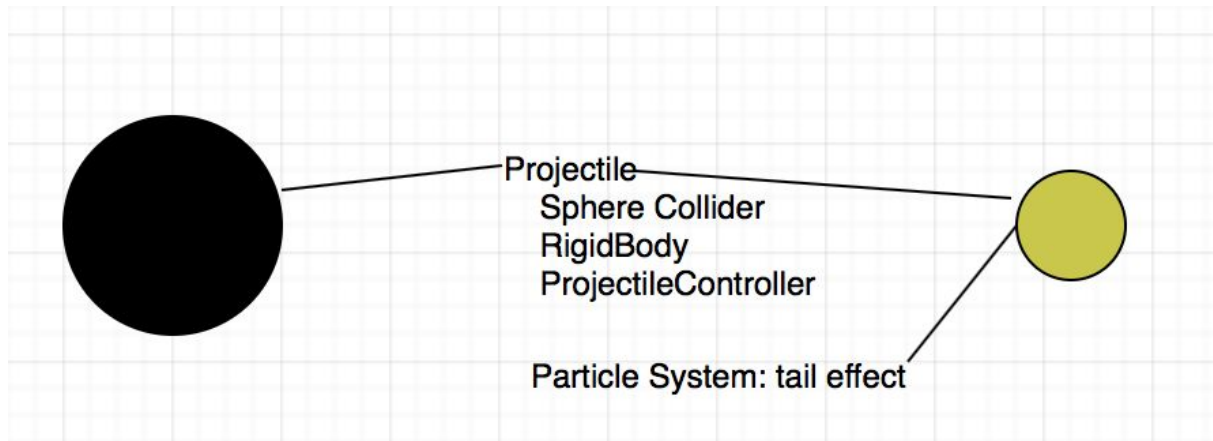 Projectile
Sphere Collider
RigidBody
ProjectileController
Particle System: tail effect